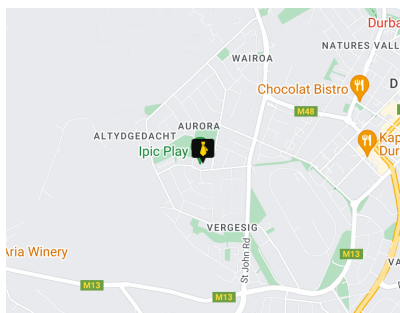 Durba
NATURES VALL
WAIROA
Chocolat Bistro
D
M48
AURORA
ALTYDGEDACHT
Ipic Play
Kap
Dur
VERGESIG
St John Rd
Aria Winery
M13
VA
M13
M13